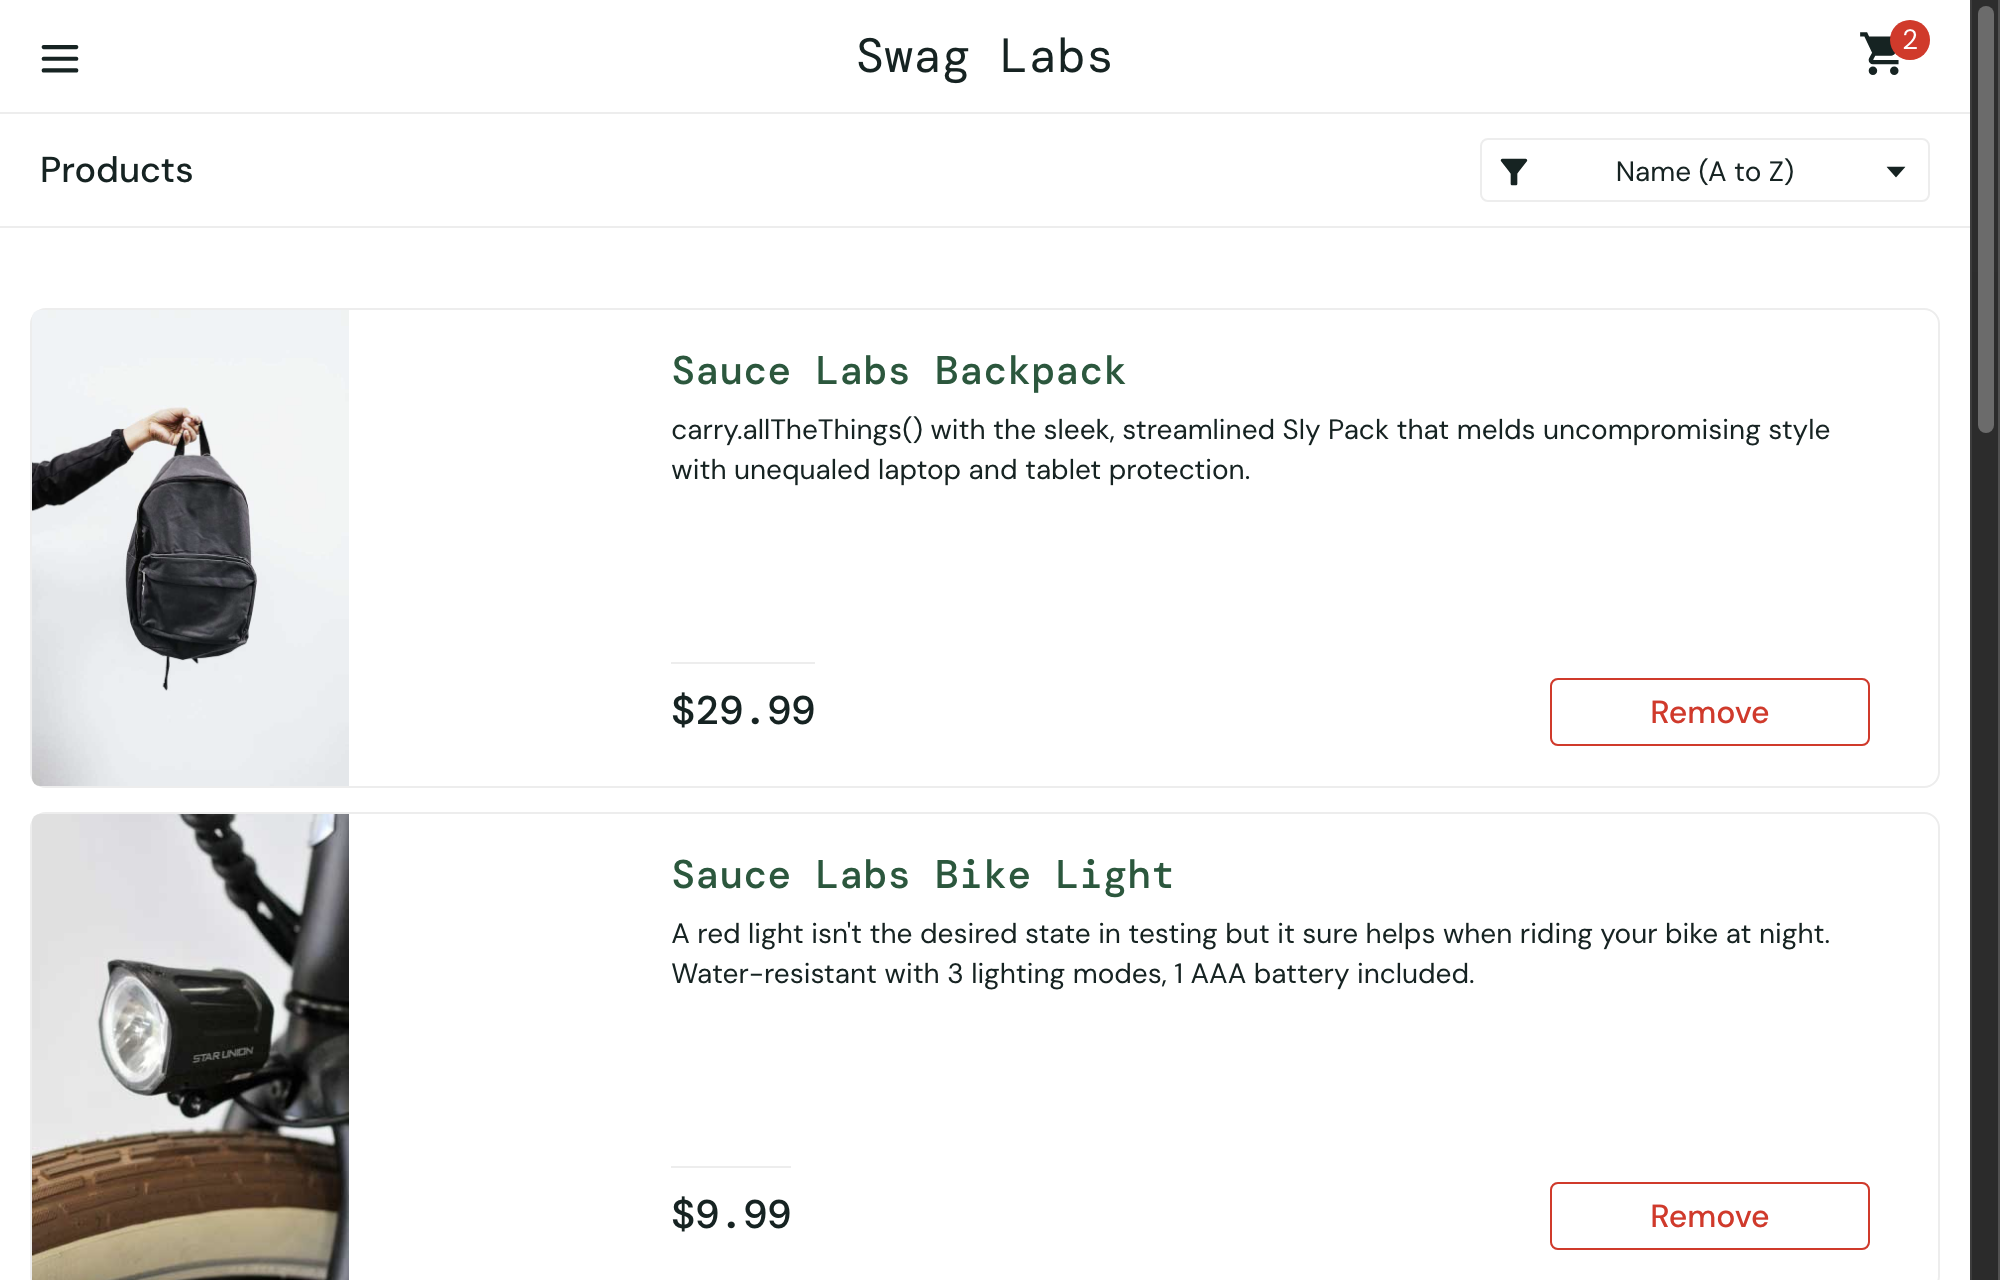 Swag Labs
2
Products
Name (A to Z)
Sauce Labs Backpack
carry.allTheThings() with the sleek, streamlined Sly Pack that melds uncompromising style
with unequaled laptop and tablet protection.
$29.99
Remove
Sauce Labs Bike Light
A red light isn't the desired state in testing but it sure helps when riding your bike at night.
Water-resistant with 3 lighting modes, 1 AAA battery included.
STAR UNION
$9.99
Remove